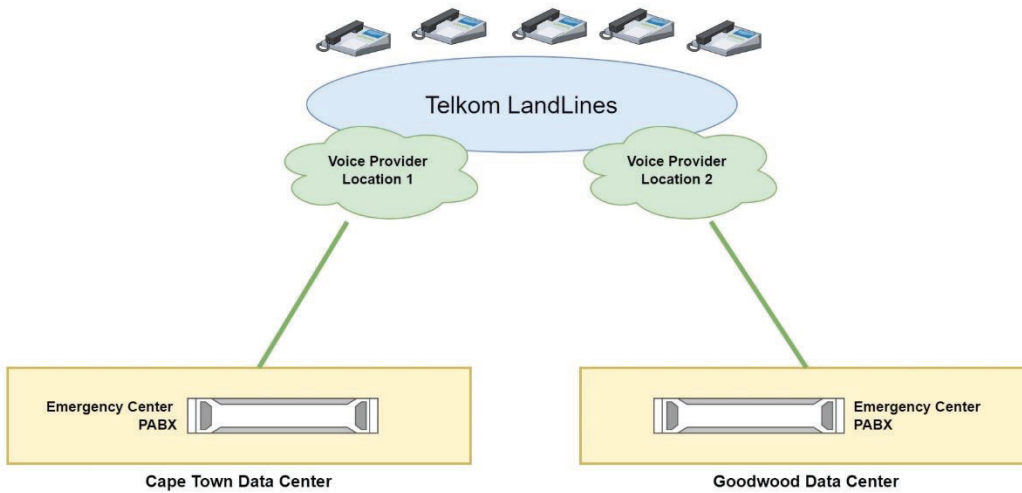 Telkom LandLines
Voice Provider
Location 1
Voice Provider
Location 2
Emergency Center
PABX
Emergency Center
PABX
Cape Town Data Center
Goodwood Data Center